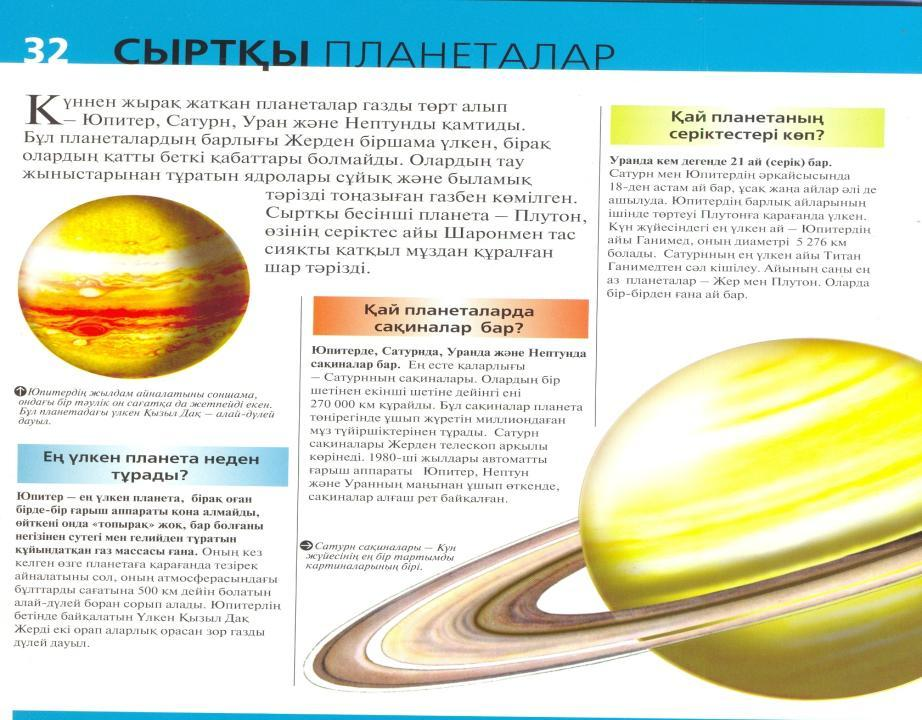 32 СЫРТҚЫ ПЛАНЕТАЛАР
Күннен жырақ жатқан планеталар газды төрт алып
– Юпитер, Сатурн, Уран және Нептунды қамтиды.
Бұл планеталардың барлығы Жерден біршама үлкен, бірақ
олардың қатты беткі қабаттары болмайды. Олардың тау
жыныстарынан тұратын ядролары сұйық және быламық
тәрізді тоңазыған газбен көмілген.
Сыртқы бесінші планета – Плутон,
өзінің серіктес айы Шаронмен тас
сияқты қатқыл мұздан құралған
шар тәрізді.
Юпитердің жылдам айналатыны соншама,
ондағы бір тәулік он сағатқа да жетпейді екен.
Бұл планетадағы үлкен Қызыл Дақ – алай-дүлей
дауыл.
Ең үлкен планета неден
тұрады?
Юпитер – ең үлкен планета, бірақ оған
бірде-бір ғарыш аппараты қона алмайды,
өйткені онда «топырақ» жоқ, бар болғаны
негізінен сутегі мен гелийден тұратын
құйындатқан газ массасы ғана. Оның кез
келген өзге планетаға қарағанда тезірек
айналатыны сол, оның атмосферасындағы
бұлттарды сағатына 500 км дейін болатын
алай-дүлей боран сорып алады. Юпитерлің
бетінде байқалатын Үлкен Қызыл Дақ
Жерді екі орап аларлық орасан зор газды
дүлей дауыл.
Қай планеталарда
сақиналар бар?
Юпитерде, Сатурнда, Уранда және Нептунда
сақиналар бар. Ең есте қаларлығы
– Сатурнның сақиналары. Олардың бір
шетінен екінші шетіне дейінгі ені
270 000 км құрайды. Бұл сақиналар планета
төңірегінде ұшып жүретін миллиондаған
мұз түйіршіктерінен тұрады. Сатурн
сақиналары Жерден телескоп арқылы
көрінеді. 1980-ші жылдары автоматты
ғарыш аппараты Юпитер, Нептун
және Уранның маңынан ұшып өткенде,
сақиналар алғаш рет байқалған.
Сатурн сақиналары – Күн
жүйесінің ең бір тартымды
картиналарының бірі.
Қай планетаның
серіктестері көп?
Уранда кем дегенде 21 ай (серік) бар.
Сатурн мен Юпитердің әрқайсысында
18-ден астам ай бар, ұсақ жаңа айлар әлі де
ашылуда. Юпитердің барлық айларының
ішінде төртеуі Плутонға қарағанда үлкен.
Күн жүйесіндегі ең үлкен ай – Юпитердің
айы Ганимед, оның диаметрі 5 276 км
болады. Сатурнның ең үлкен айы Титан
Ганимедтен сәл кішілеу. Айының саны ең
аз планеталар – Жер мен Плутон. Оларда
бір-бірден ғана ай бар.